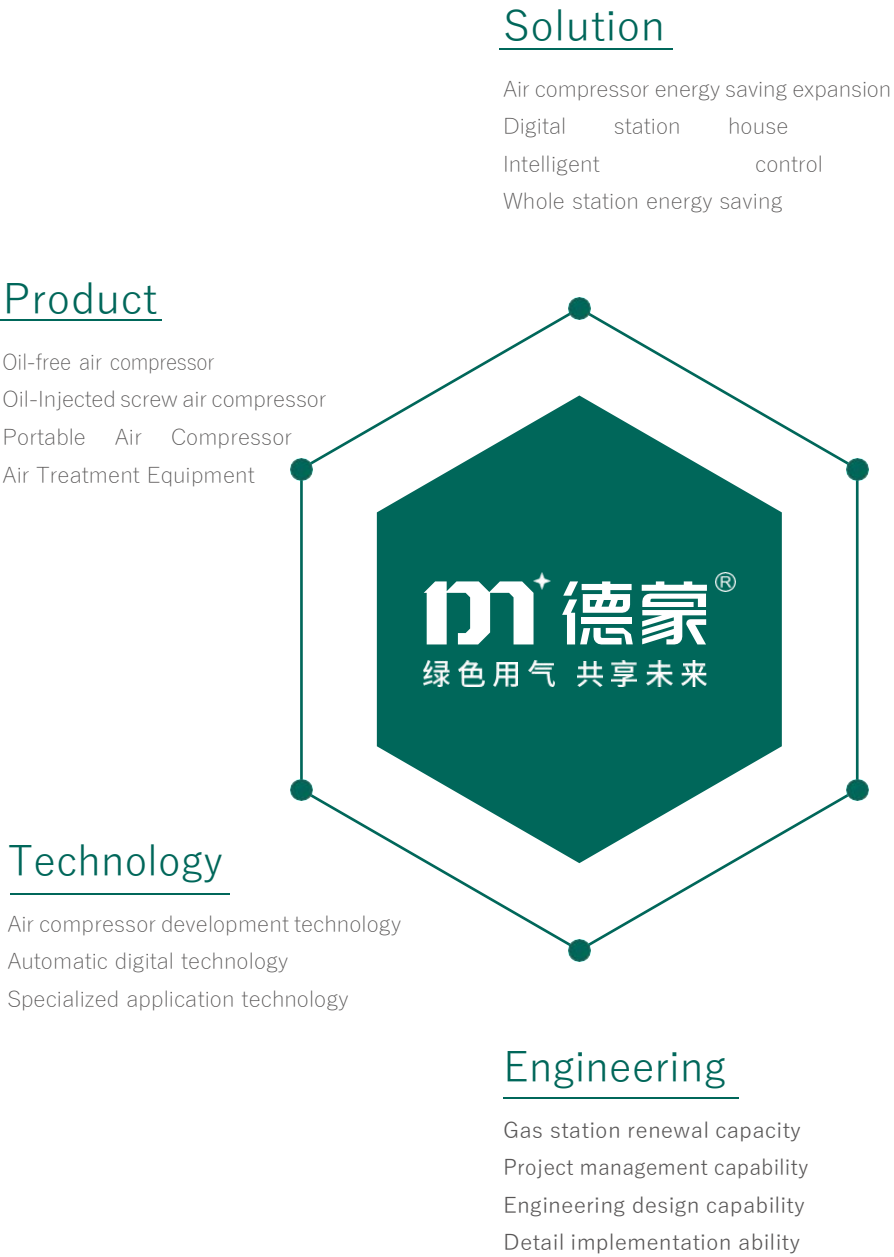 Solution
Air compressor energy saving expansion
Digital station house
Intelligent control
Whole station energy saving
Product
Oil-free air compressor
Oil-Injected screw air compressor
Portable Air Compressor
Air Treatment Equipment
m 德蒙®
绿色用气 共享未来
Technology
Air compressor development technology
Automatic digital technology
Specialized application technology
Engineering
Gas station renewal capacity
Project management capability
Engineering design capability
Detail implementation ability